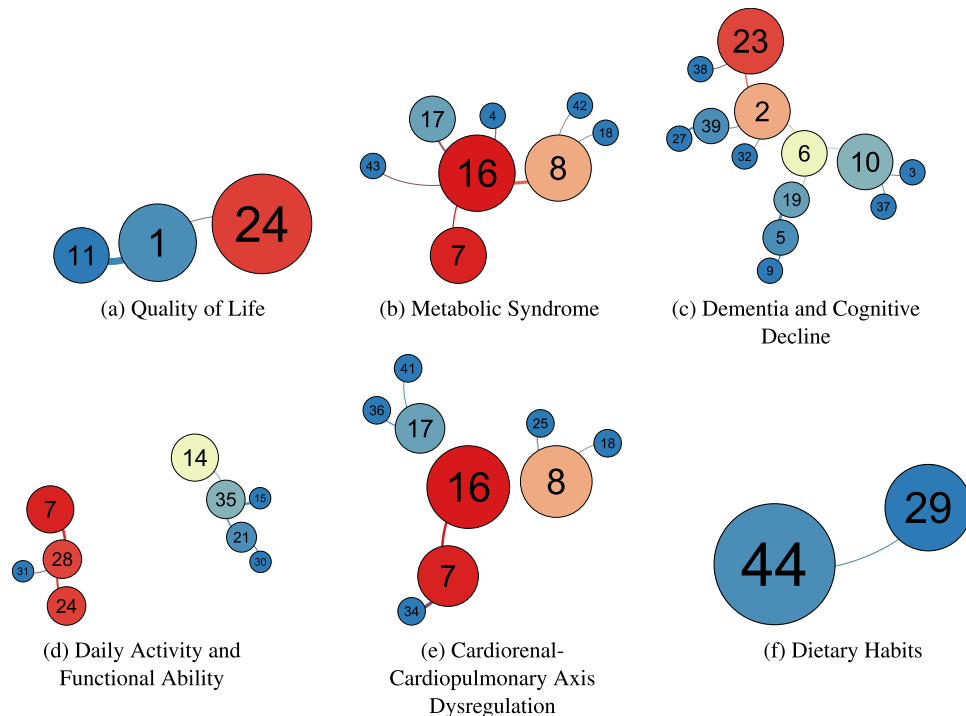 11 1 24
(a) Quality of Life
17 4 42 18 43 16 8 7
(b) Metabolic Syndrome
23 38 2 39 27 32 6 10 3 37 19 5 9
(c) Dementia and Cognitive
Decline
14 7 35 15 28 21 31 30 24
(d) Daily Activity and
Functional Ability
41 36 17 25 18 16 8 7 34
(e) Cardiorenal-
Cardiopulmonary Axis
Dysregulation
44 29
(f) Dietary Habits